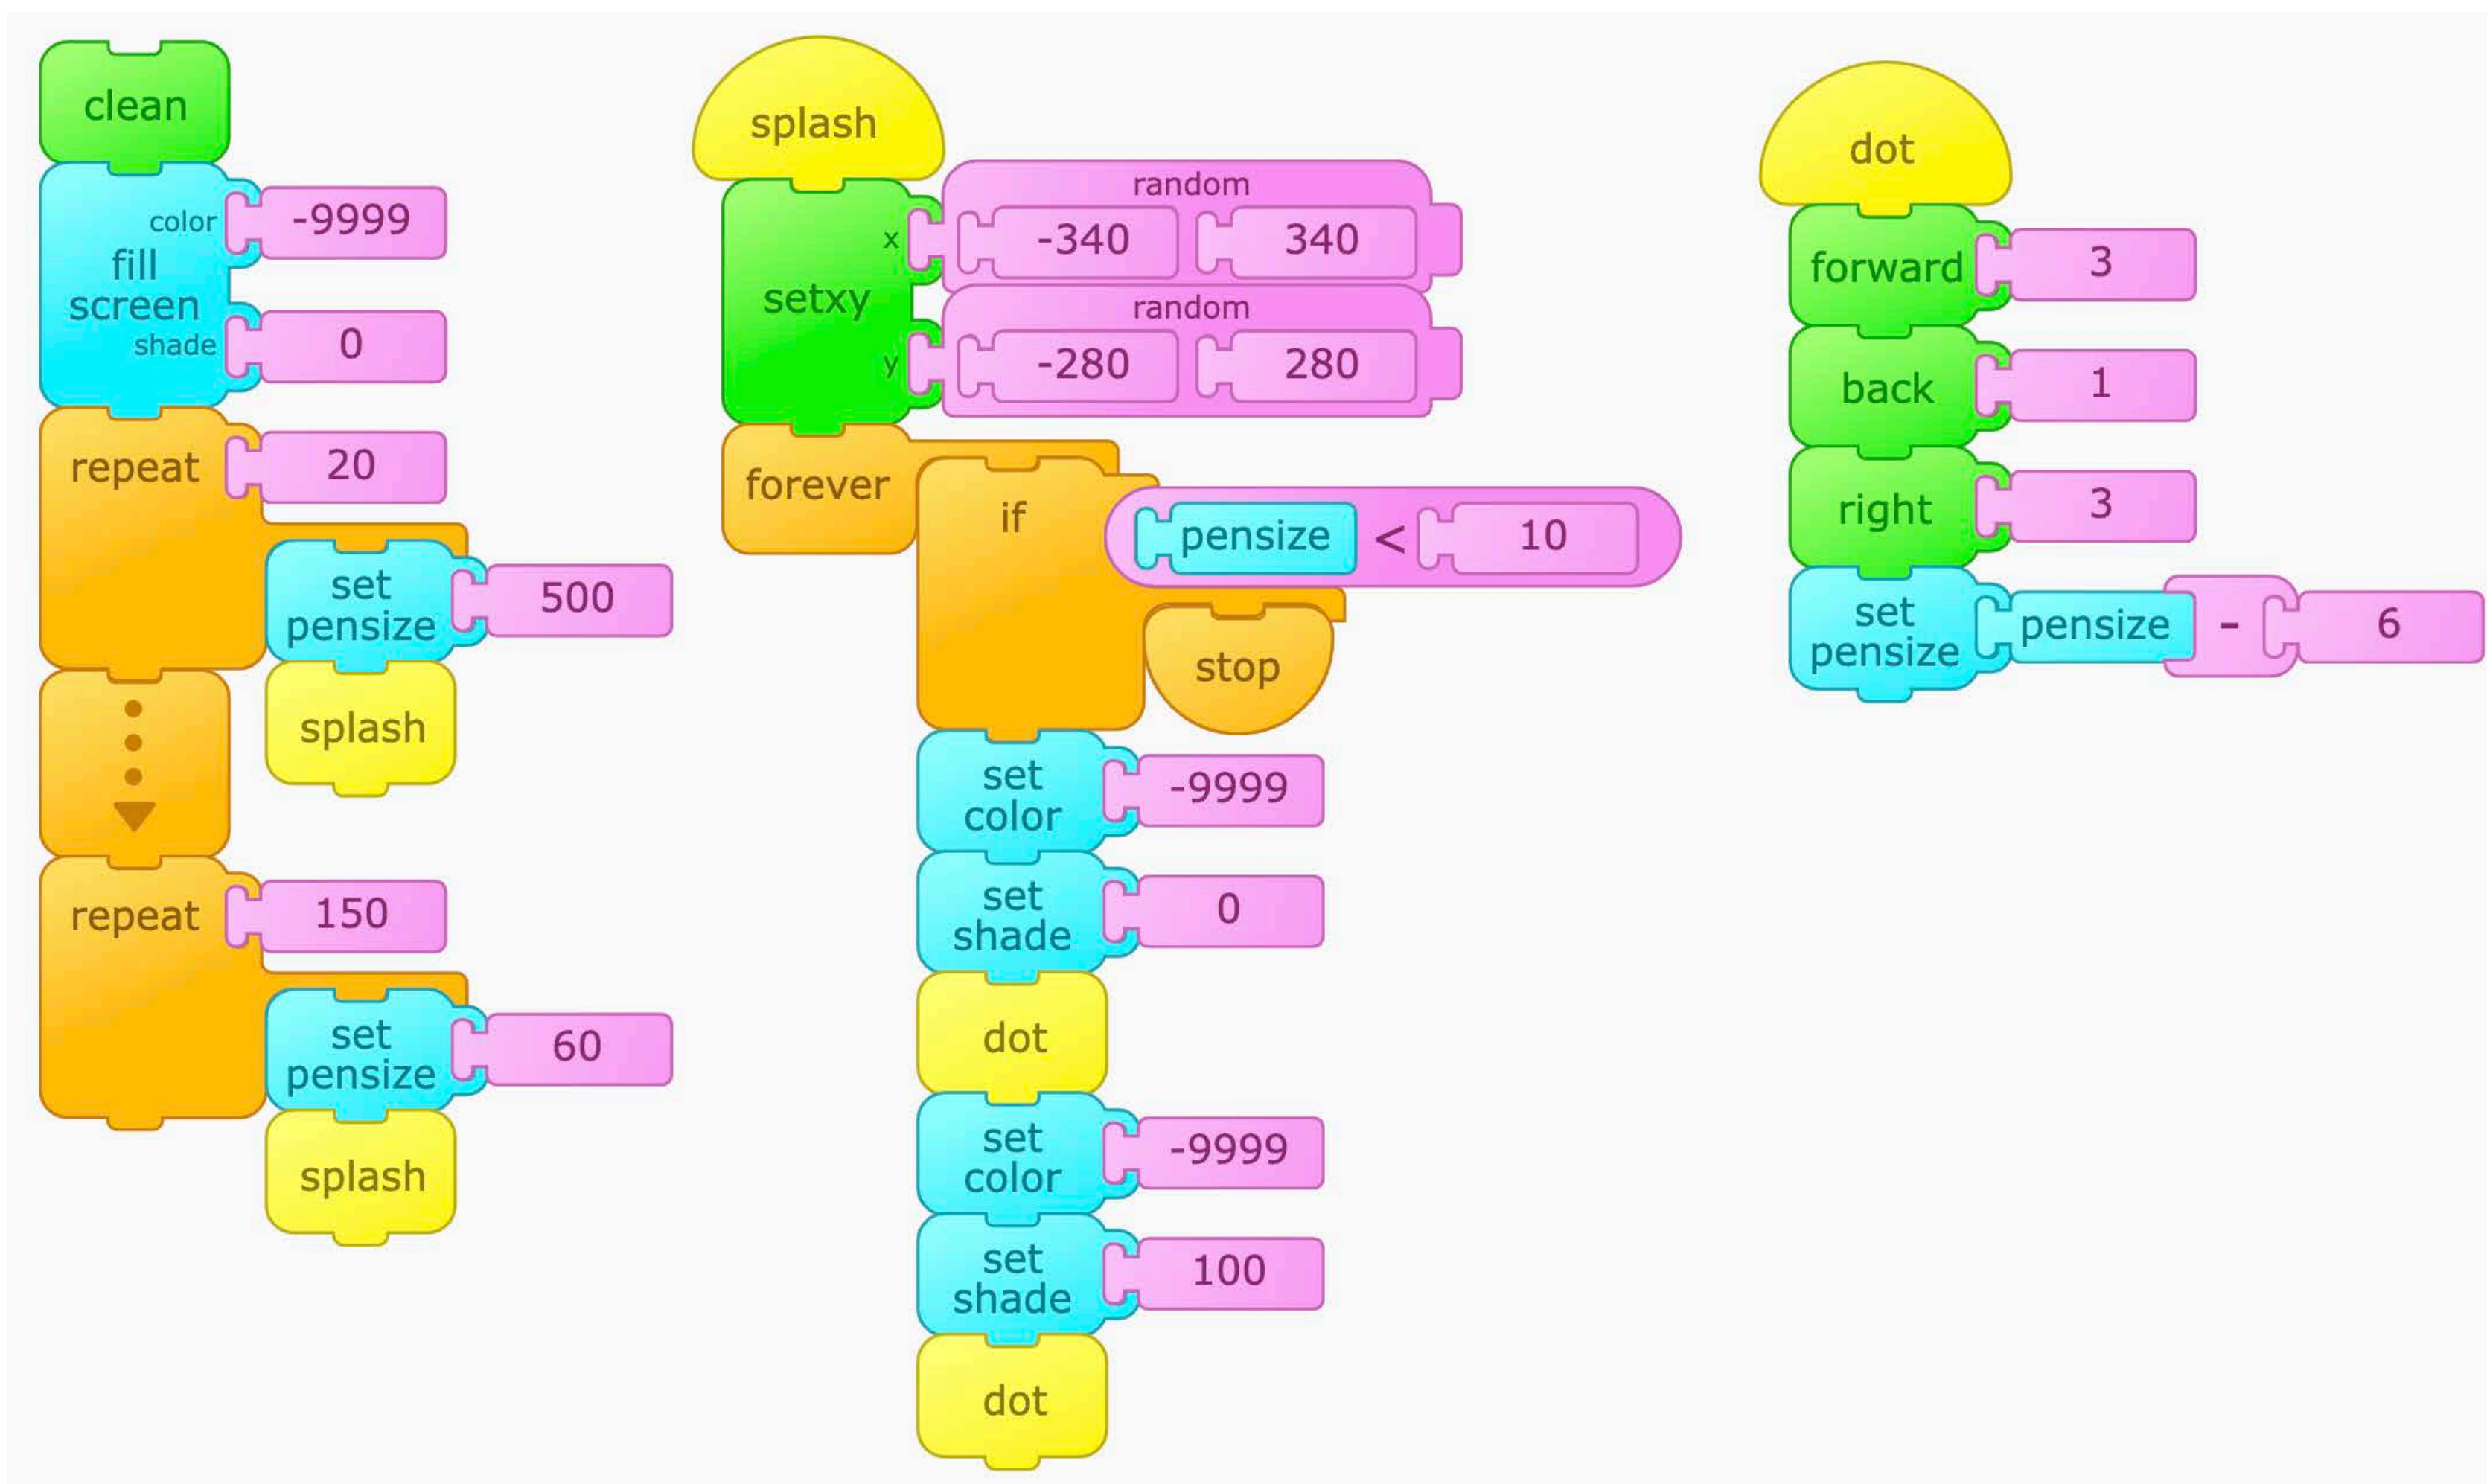 clean
color
-9999
fill
screen
shade
0
repeat
20
set
pensize
500
splash
repeat
150
set
pensize
60
splash
splash
setxy
x
random
-340
340
y
random
-280
280
forever
if
pensize < 10
stop
set
color
-9999
set
shade
0
dot
set
color
-9999
set
shade
100
dot
dot
forward
3
back
1
right
3
set
pensize
pensize - 6